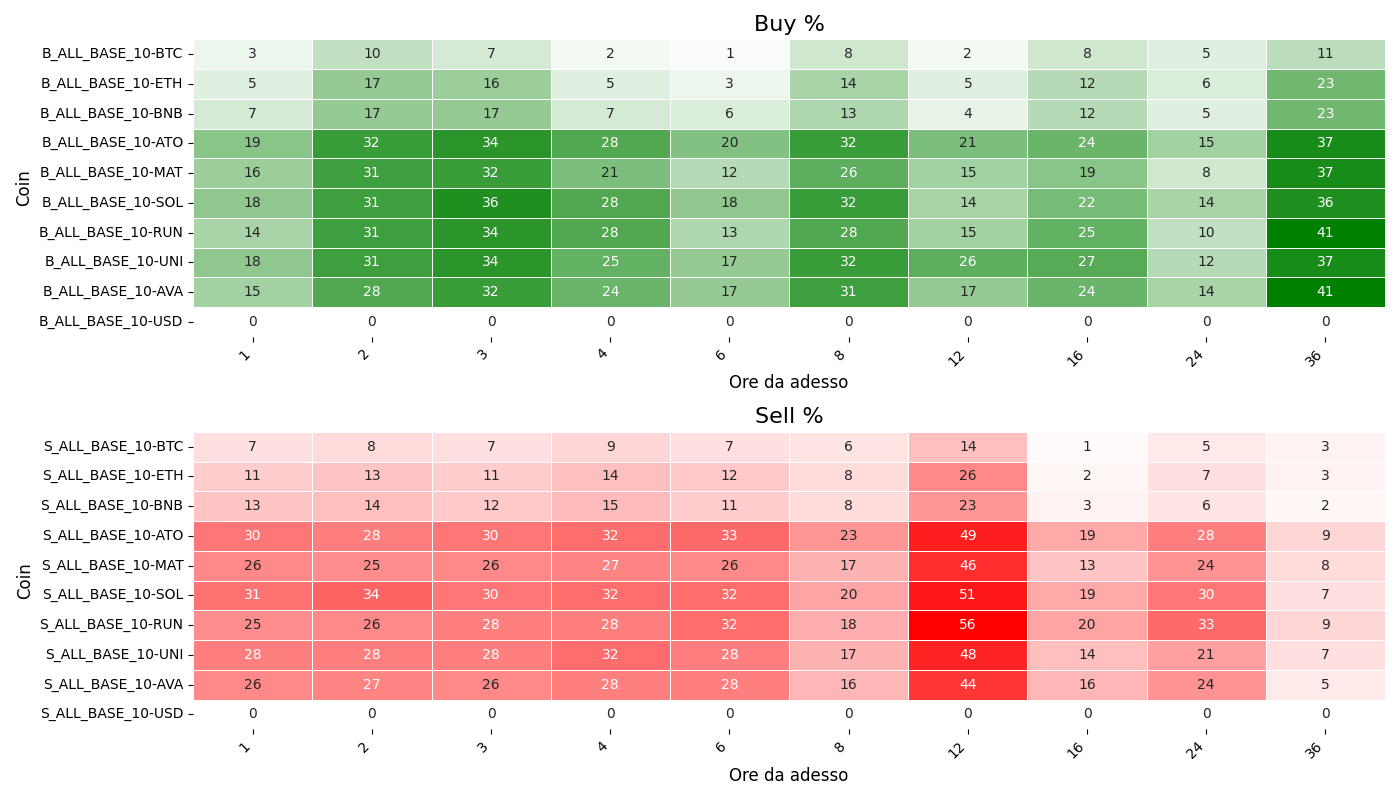 Buy %
Coin
B_ALL_BASE_10-BTC 3 10 7 2 1 8 2 8 5 11
B_ALL_BASE_10-ETH 5 17 16 5 3 14 5 12 6 23
B_ALL_BASE_10-BNB 7 17 17 7 6 13 4 12 5 23
B_ALL_BASE_10-ATO 19 32 34 28 20 32 21 24 15 37
B_ALL_BASE_10-MAT 16 31 32 21 12 26 15 19 8 37
B_ALL_BASE_10-SOL 18 31 36 28 18 32 14 22 14 36
B_ALL_BASE_10-RUN 14 31 34 28 13 28 15 25 10 41
B_ALL_BASE_10-UNI 18 31 34 25 17 32 26 27 12 37
B_ALL_BASE_10-AVA 15 28 32 24 17 31 17 24 14 41
B_ALL_BASE_10-USD 0 0 0 0 0 0 0 0 0 0
1 2 3 4 6 8 12 16 24 36
Ore da adesso
Sell %
Coin
S_ALL_BASE_10-BTC 7 8 7 9 7 6 14 1 5 3
S_ALL_BASE_10-ETH 11 13 11 14 12 8 26 2 7 3
S_ALL_BASE_10-BNB 13 14 12 15 11 8 23 3 6 2
S_ALL_BASE_10-ATO 30 28 30 32 33 23 49 19 28 9
S_ALL_BASE_10-MAT 26 25 26 27 26 17 46 13 24 8
S_ALL_BASE_10-SOL 31 34 30 32 32 20 51 19 30 7
S_ALL_BASE_10-RUN 25 26 28 28 32 18 56 20 33 9
S_ALL_BASE_10-UNI 28 28 28 32 28 17 48 14 21 7
S_ALL_BASE_10-AVA 26 27 26 28 28 16 44 16 24 5
S_ALL_BASE_10-USD 0 0 0 0 0 0 0 0 0 0
1 2 3 4 6 8 12 16 24 36
Ore da adesso